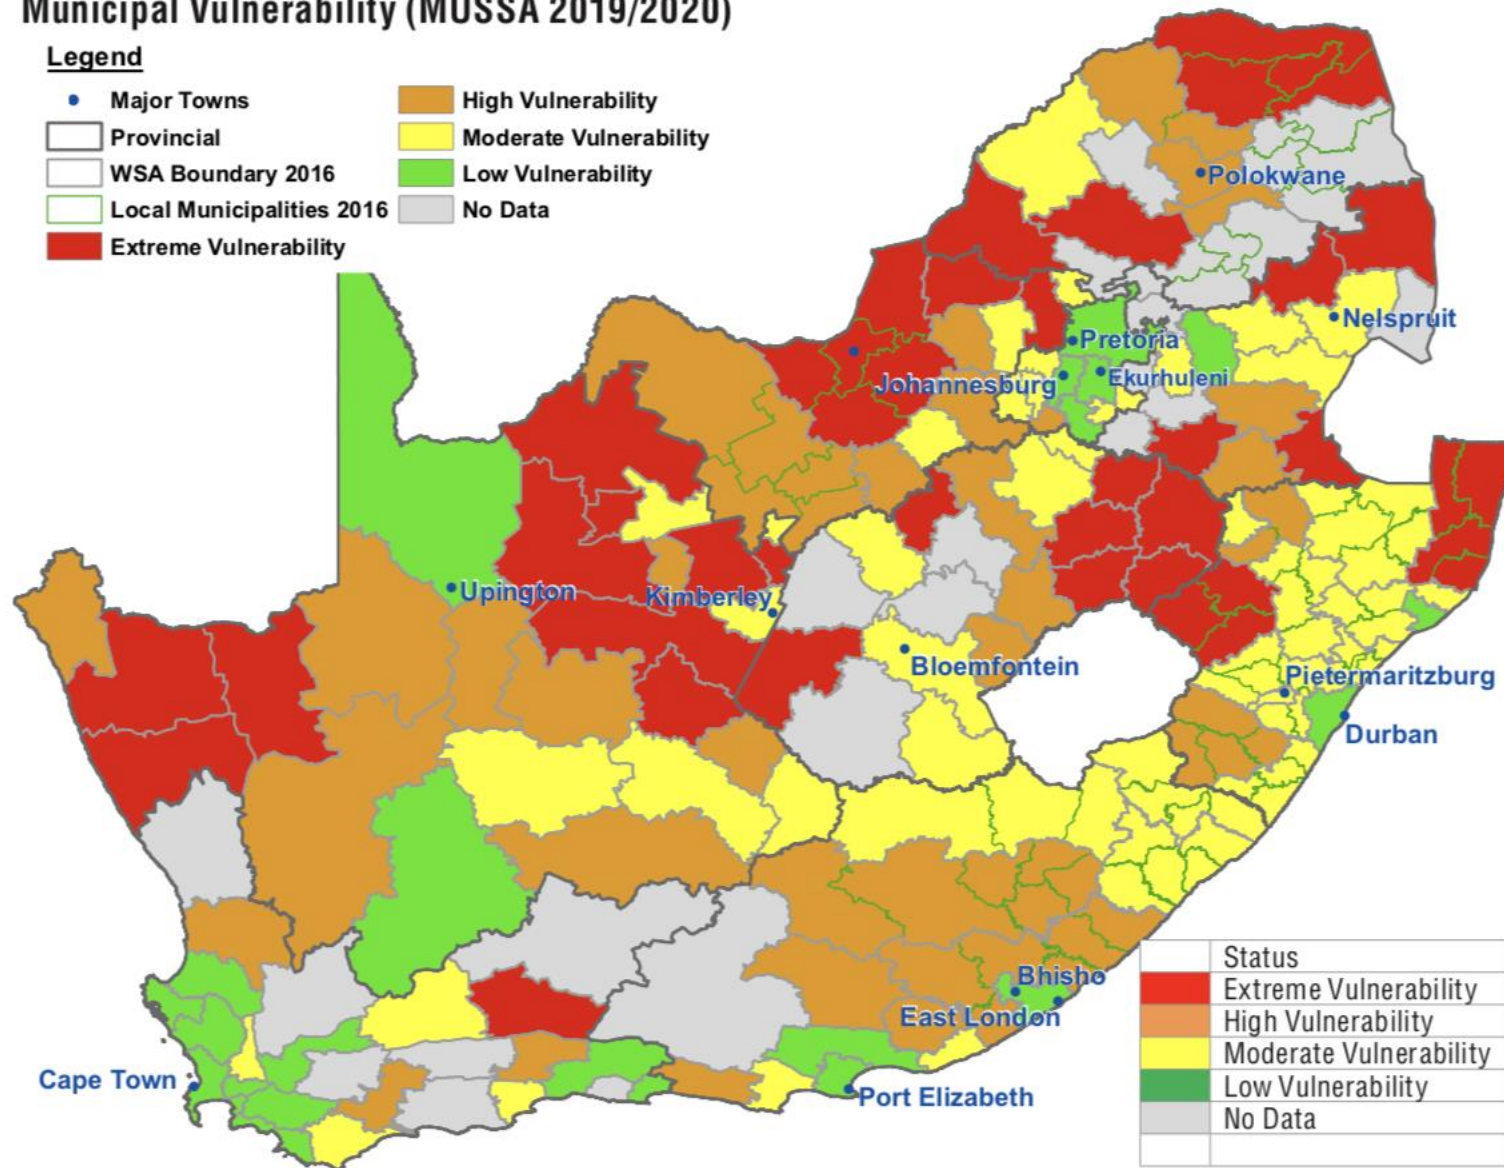 Municipal Vulnerability (MUSSA 2019/2020)
Legend
Major Towns
Provincial
WSA Boundary 2016
Local Municipalities 2016
Extreme Vulnerability
High Vulnerability
Moderate Vulnerability
Low Vulnerability
No Data
Polokwane
Nelspruit
Pretoria
Johannesburg
Ekurhuleni
Upington
Kimberley
Bloemfontein
Pietermaritzburg
Durban
Bhisho
East London
Cape Town
Port Elizabeth
Status
Extreme Vulnerability
High Vulnerability
Moderate Vulnerability
Low Vulnerability
No Data